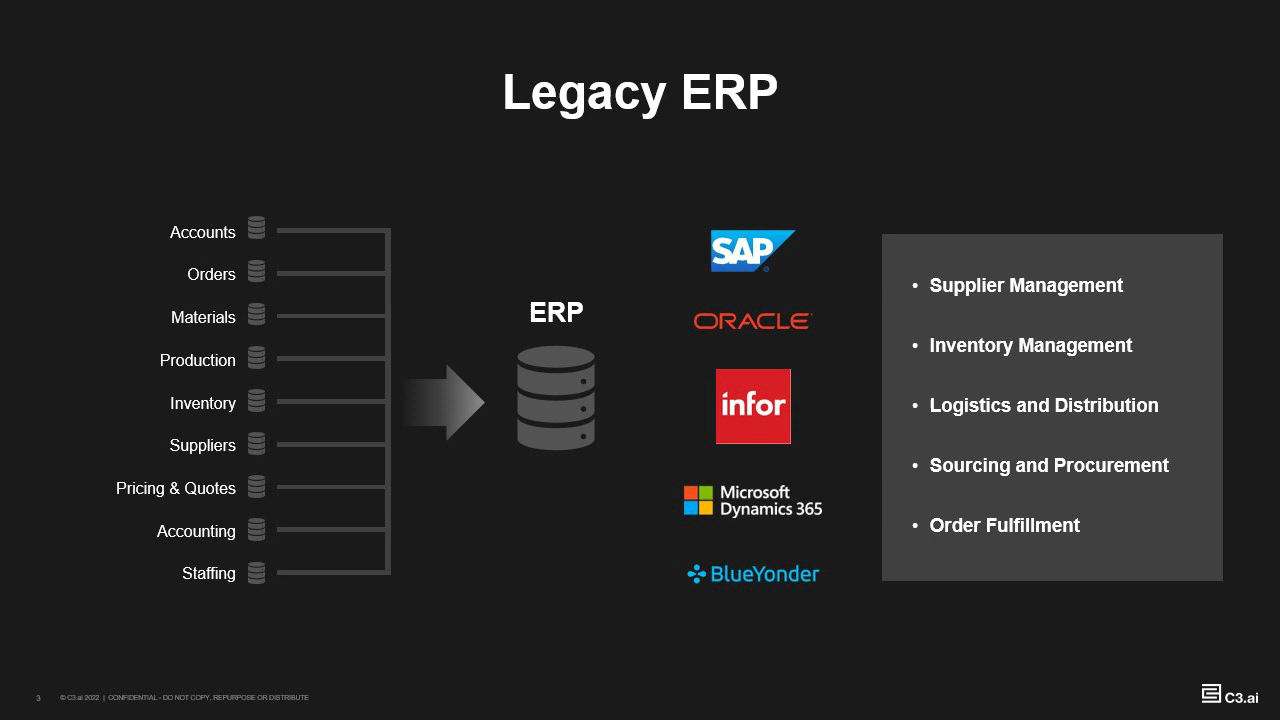 Legacy ERP
Accounts
Orders
Materials
Production
Inventory
Suppliers
Pricing & Quotes
Accounting
Staffing
ERP
SAP
®
ORACLE
infor
Microsoft
Dynamics 365
BlueYonder
• Supplier Management
• Inventory Management
• Logistics and Distribution
• Sourcing and Procurement
• Order Fulfillment
3
© C3.ai 2022 | CONFIDENTIAL - DO NOT COPY, REPURPOSE OR DISTRIBUTE
C3.ai